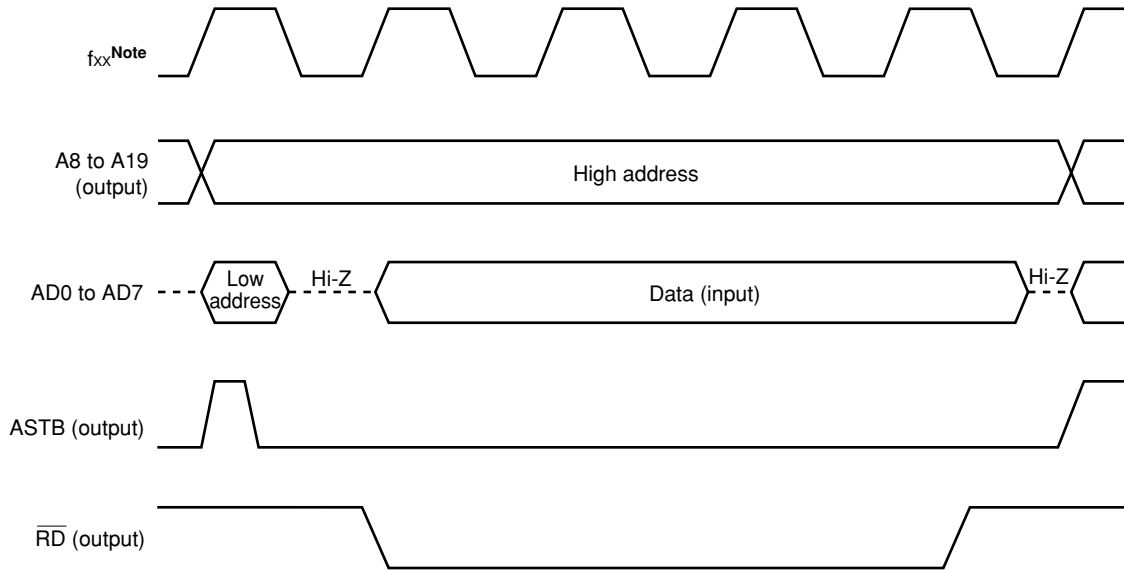 fxxNote
A8 to A19
(output)
High address
AD0 to AD7
Low
address
Hi-Z
Data (input)
Hi-Z
ASTB (output)
RD (output)